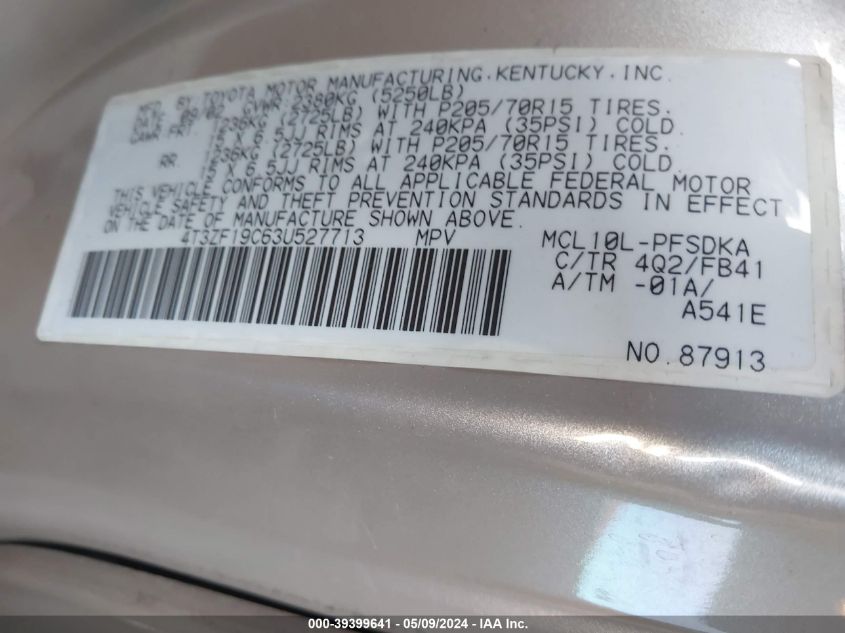 MFD. BY:TOYOTA MOTOR MANUFACTURING,KENTUCKY,INC.
DATE: 08/02 GVWR:2380KG (5250LB)
GAWR:FRT. 1236KG (2725LB) WITH P205/70R15 TIRES.
15 X 6.5JJ RIMS AT 240KPA (35PSI) COLD.
RR. 1236KG (2725LB) WITH P205/70R15 TIRES.
15 X 6.5JJ RIMS AT 240KPA (35PSI) COLD.
THIS VEHICLE CONFORMS TO ALL APPLICABLE FEDERAL MOTOR
VEHICLE SAFETY AND THEFT PREVENTION STANDARDS IN EFFECT
ON THE DATE OF MANUFACTURE SHOWN ABOVE.
4T3ZF19C63U527713 MPV
MCL10L-PFSDKA
C/TR 4Q2/FB41
A/TM -01A/
A541E
NO.87913
000-39399641 - 05/09/2024 - IAA Inc.